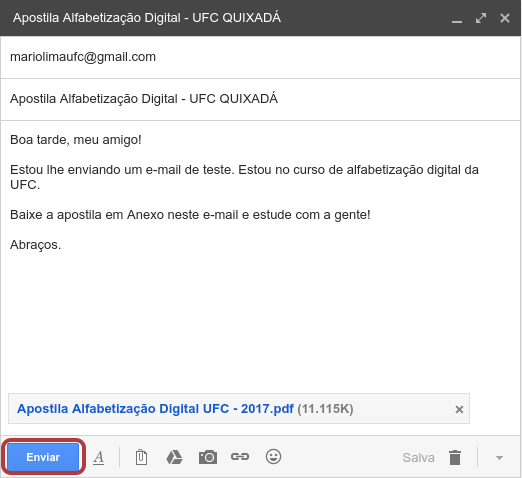 Apostila Alfabetização Digital - UFC QUIXADÁ
mariolimaufc@gmail.com
Apostila Alfabetização Digital - UFC QUIXADÁ
Boa tarde, meu amigo!
Estou lhe enviando um e-mail de teste. Estou no curso de alfabetização digital da
UFC.
Baixe a apostila em Anexo neste e-mail e estude com a gente!
Abraços.
Apostila Alfabetização Digital UFC - 2017.pdf (11.115K)
Enviar A Salva